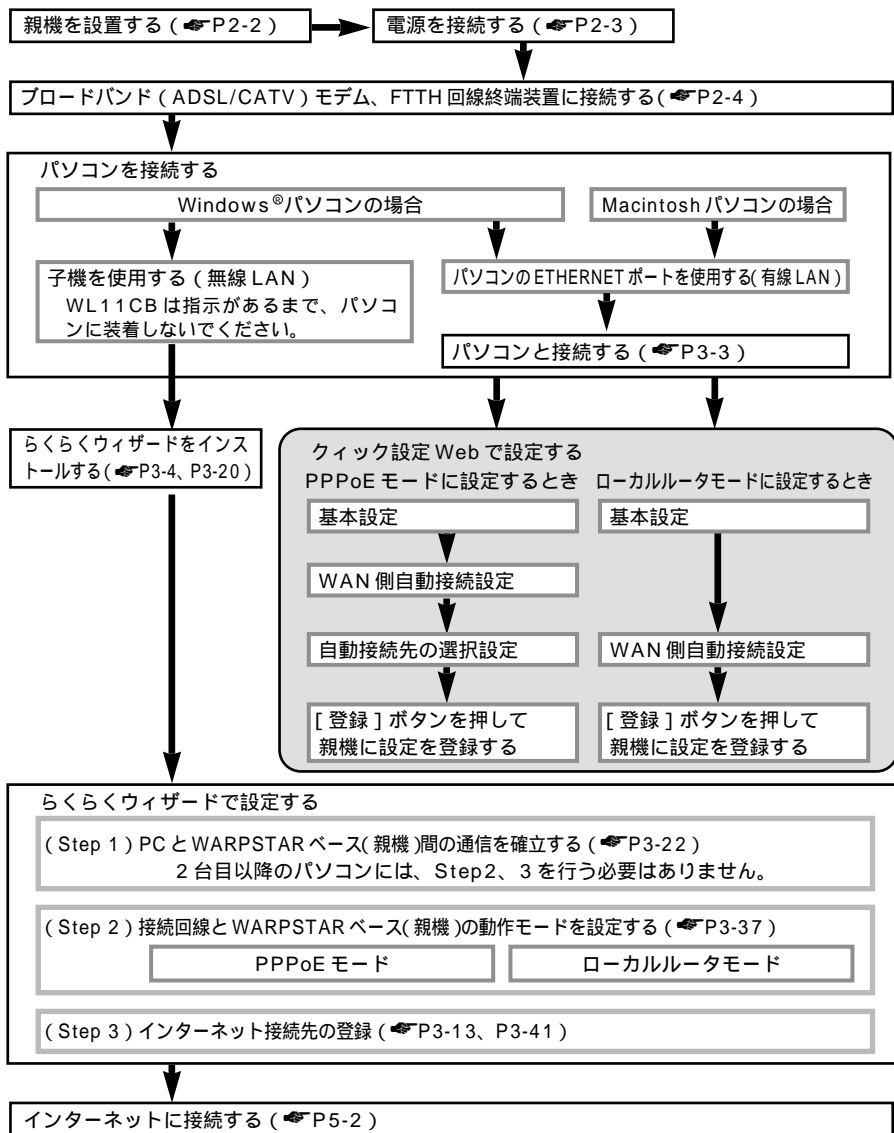 親機を設置する（☛P2-2）
電源を接続する（☛P2-3）
ブロードバンド（ADSL/CATV）モデム、FTTH回線終端装置に接続する（☛P2-4）
パソコンを接続する
Windows®パソコンの場合
Macintoshパソコンの場合
子機を使用する（無線LAN）
WL11CBは指示があるまで、パソコ
ンに装着しないでください。
パソコンのETHERNETポートを使用する（有線LAN）
パソコンと接続する（☛P3-3）
らくらくウィザードをインス
トールする（☛P3-4、P3-20）
クィック設定Webで設定する
PPPoEモードに設定するとき
ローカルルータモードに設定するとき
基本設定
基本設定
WAN側自動接続設定
自動接続先の選択設定
WAN側自動接続設定
[登録]ボタンを押して
親機に設定を登録する
[登録]ボタンを押して
親機に設定を登録する
らくらくウィザードで設定する
（Step 1）PCとWARPSTARベース（親機）間の通信を確立する（☛P3-22）
2台目以降のパソコンには、Step2、3を行う必要はありません。
（Step 2）接続回線とWARPSTARベース（親機）の動作モードを設定する（☛P3-37）
PPPoEモード
ローカルルータモード
（Step 3）インターネット接続先の登録（☛P3-13、P3-41）
インターネットに接続する（☛P5-2）